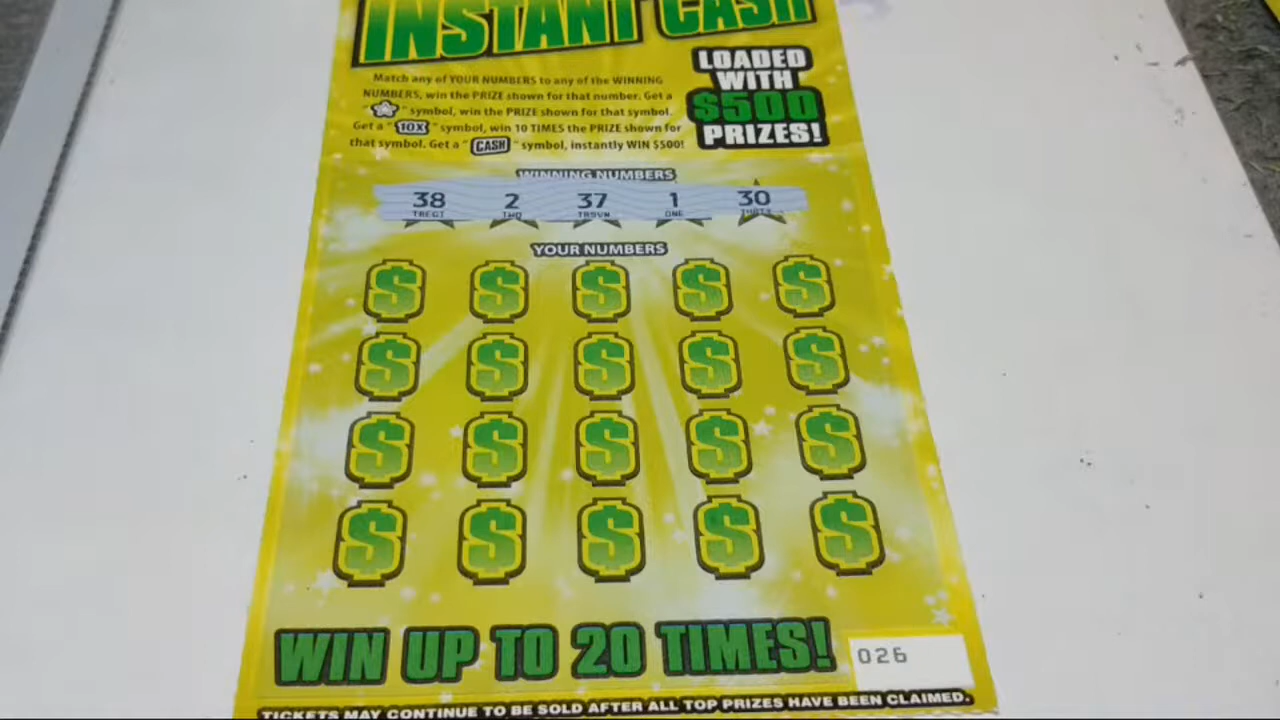 INSTANT CASH
LOADED
WITH
$500
PRIZES!
Match any of YOUR NUMBERS to any of the WINNING
NUMBERS, win the PRIZE shown for that number. Get a
" " symbol, win the PRIZE shown for that symbol.
Get a "10X" symbol, win 10 TIMES the PRIZE shown for
that symbol. Get a "CASH" symbol, instantly WIN $500!
WINNING NUMBERS
38 2 37 1 30
TREGT TWO TRSVN ONE
YOUR NUMBERS
$ $ $ $ $
$ $ $ $ $
$ $ $ $ $
$ $ $ $ $
WIN UP TO 20 TIMES!
026
TICKETS MAY CONTINUE TO BE SOLD AFTER ALL TOP PRIZES HAVE BEEN CLAIMED.